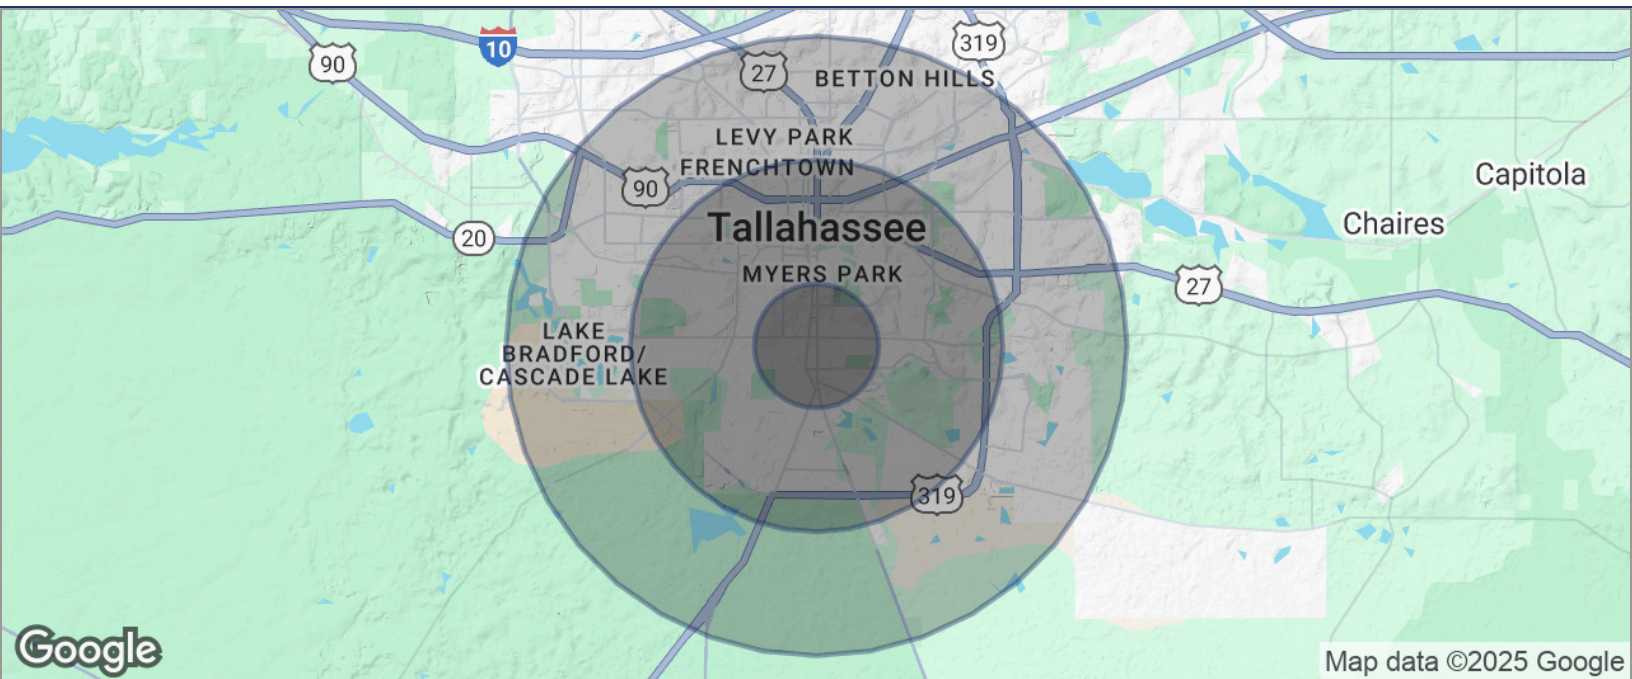 319
10
90
27
BETTON HILLS
LEVY PARK
FRENCHTOWN
90
Capitola
Tallahassee
Chaires
20
MYERS PARK
27
LAKE
BRADFORD/
CASCADE LAKE
319
Google
Map data ©2025 Google